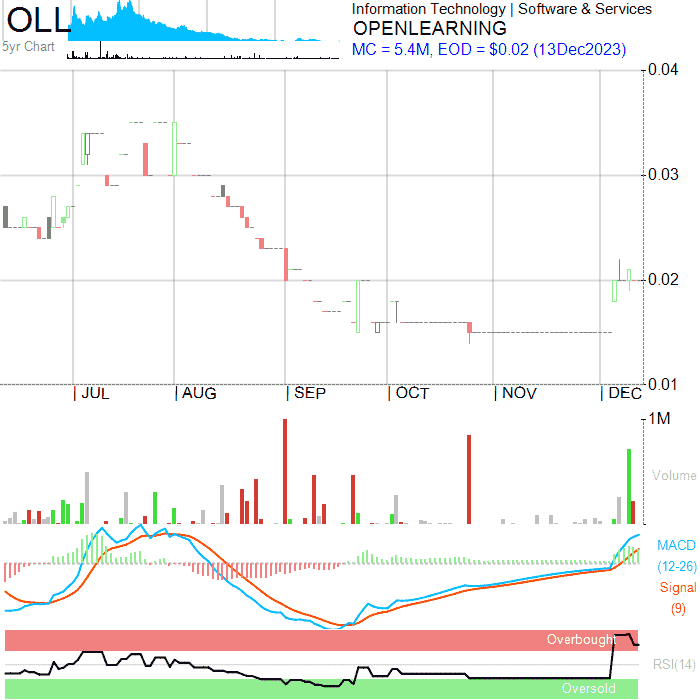 OLL
5yr Chart
Information Technology | Software & Services
OPENLEARNING
MC = 5.4M, EOD = $0.02 (13Dec2023)
0.04
0.03
0.02
0.01
| JUL | AUG | SEP | OCT | NOV | DEC
1M
Volume
MACD
(12-26)
Signal
(9)
Overbought
RSI(14)
Oversold